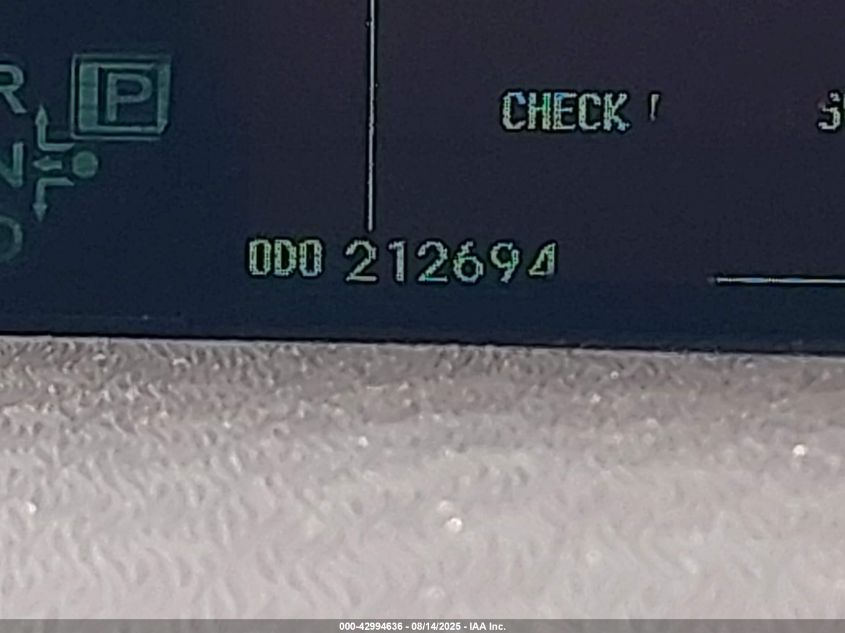 R P
N
D
CHECK
ODO 212694
000-42994636 - 08/14/2025 - IAA Inc.